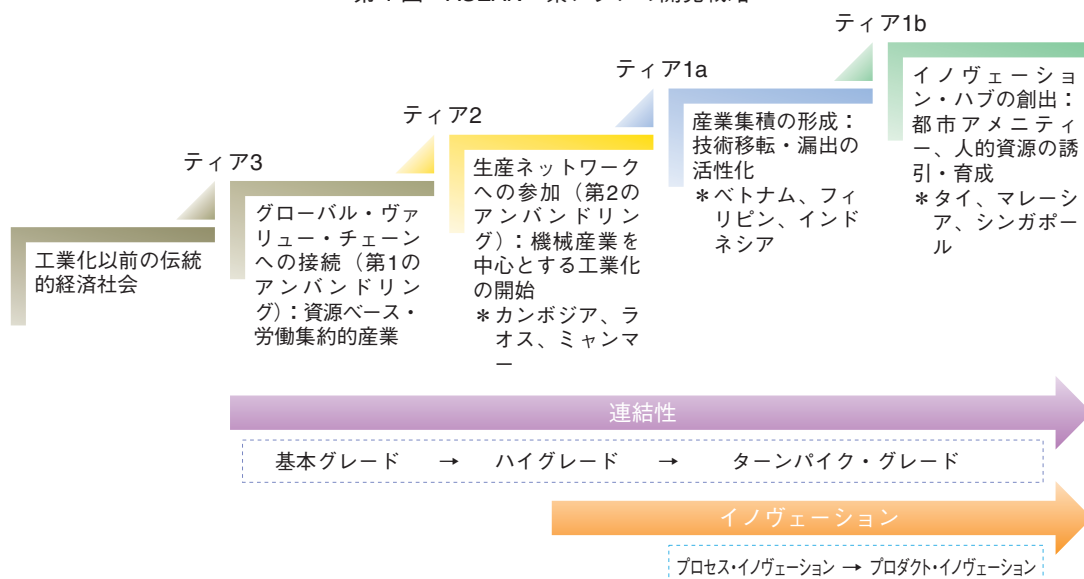 ティア1b
ティア1a
ティア2
ティア3
工業化以前の伝統
的経済社会
グローバル・ヴァ
リュー・チェーン
への接続（第1の
アンバンドリン
グ）：資源ベース・
労働集約的産業
生産ネットワーク
への参加（第2の
アンバンドリン
グ）：機械産業を
中心とする工業化
の開始
＊カンボジア、ラ
オス、ミャンマ
ー
産業集積の形成：
技術移転・漏出の
活性化
＊ベトナム、フィ
リピン、インド
ネシア
イノヴェーショ
ン・ハブの創出：
都市アメニティ
ー、人的資源の誘
引・育成
＊タイ、マレーシ
ア、シンガポー
ル
連結性
基本グレード → ハイグレード → ターンパイク・グレード
イノヴェーション
プロセス・イノヴェーション → プロダクト・イノヴェーション